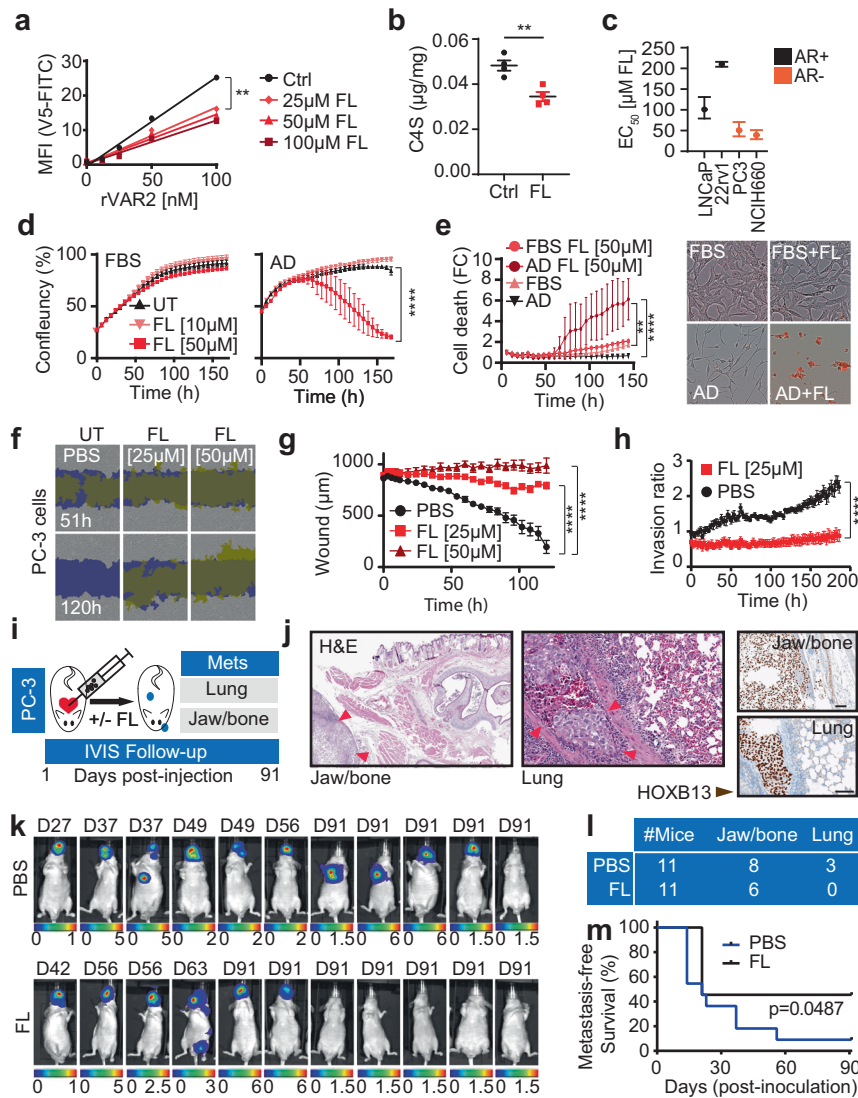 a
MFI (V5-FITC)
30
20
10
0
0
50
100
rVAR2 [nM]
Ctrl
25µM FL
50µM FL
100µM FL
**
b
C4S (µg/mg)
0.06
0.04
0.02
0.00
Ctrl
FL
**
c
EC50 [µM FL]
250
200
150
100
50
0
LNCaP
22rv1
PC3
NCIH660
AR+
AR-
d
Confleuncy (%)
100
50
0
FBS
UT
FL [10µM]
FL [50µM]
0
50
100
150
Time (h)
AD
0
50
100
150
Time (h)
****
e
Cell death (FC)
10
8
6
4
2
0
FBS FL [50µM]
AD FL [50µM]
FBS
AD
0
50
100
150
Time (h)
**
****
FBS
FBS+FL
AD
AD+FL
f
PC-3 cells
UT
FL
FL
PBS
[25µM]
[50µM]
51h
120h
g
Wound (µm)
1000
500
0
PBS
FL [25µM]
FL [50µM]
0
50
100
Time (h)
****
****
h
Invasion ratio
3
2
1
0
FL [25µM]
PBS
0
50
100
150
200
Time (h)
****
i
PC-3
+/- FL
Mets
Lung
Jaw/bone
IVIS Follow-up
1 Days post-injection 91
j
H&E
Jaw/bone
Lung
Jaw/bone
Lung
HOXB13
k
PBS
D27 D37 D37 D49 D49 D56 D91 D91 D91 D91 D91
0 10 0 5 0 5 0 20 0 2 0 20 0 1.5 0 6 0 6 0 1.5 0 1.5
FL
D42 D56 D56 D63 D91 D91 D91 D91 D91 D91
0 10 0 2.5 0 3 0 60 0 6 0 1.5 0 1.5 0 1.5 0 1.5 0 1.5
l
#Mice Jaw/bone Lung
PBS 11 8 3
FL 11 6 0
m
Metastasis-free
Survival (%)
100
80
60
40
20
0
PBS
FL
p=0.0487
0
30
60
90
Days (post-inoculation)